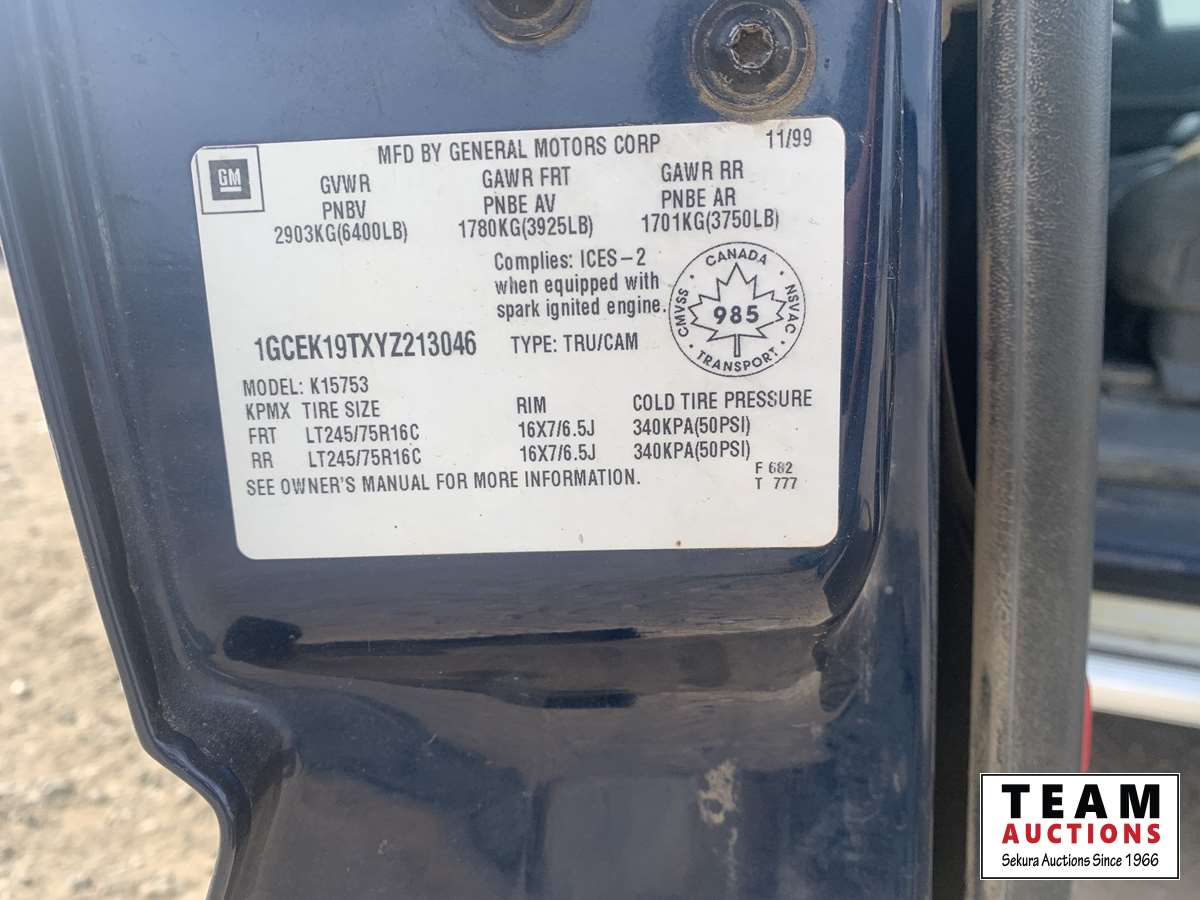 MFD BY GENERAL MOTORS CORP 11/99
GM
GVWR GAWR FRT GAWR RR
PNBV PNBE AV PNBE AR
2903KG(6400LB) 1780KG(3925LB) 1701KG(3750LB)
Complies: ICES-2
when equipped with
spark ignited engine.
CANADA
CMVSS 985 NSVAC
TRANSPORT
1GCEK19TXYZ213046 TYPE: TRU/CAM
MODEL: K15753
KPMX TIRE SIZE RIM COLD TIRE PRESSURE
FRT LT245/75R16C 16X7/6.5J 340KPA(50PSI)
RR LT245/75R16C 16X7/6.5J 340KPA(50PSI)
SEE OWNER'S MANUAL FOR MORE INFORMATION.
F 682
T 777
TEAM
AUCTIONS
Sekura Auctions Since 1966